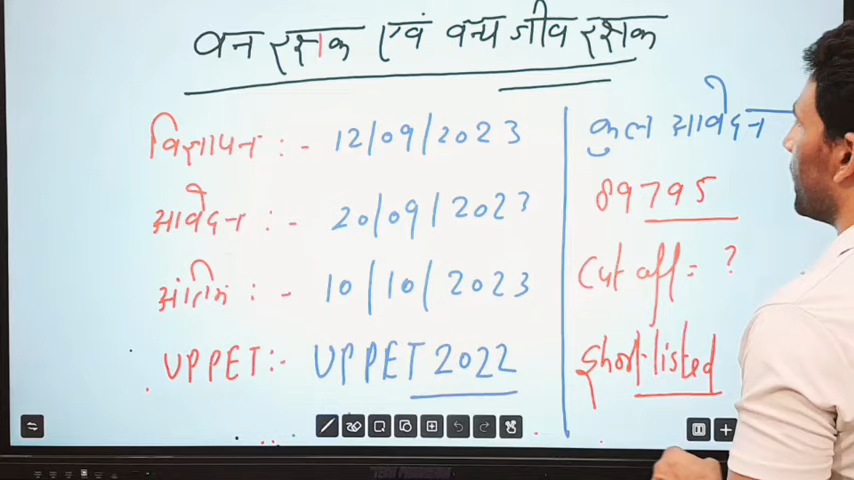 वन रक्षक एवं वन्य जीव रक्षक
विज्ञापन :- 12/09/2023
आवेदन :- 20/09/2023
अंतिम :- 10/10/2023
UPPET :- UPPET 2022
कुल आवेदन
89795
Cut off = ?
Short-listed